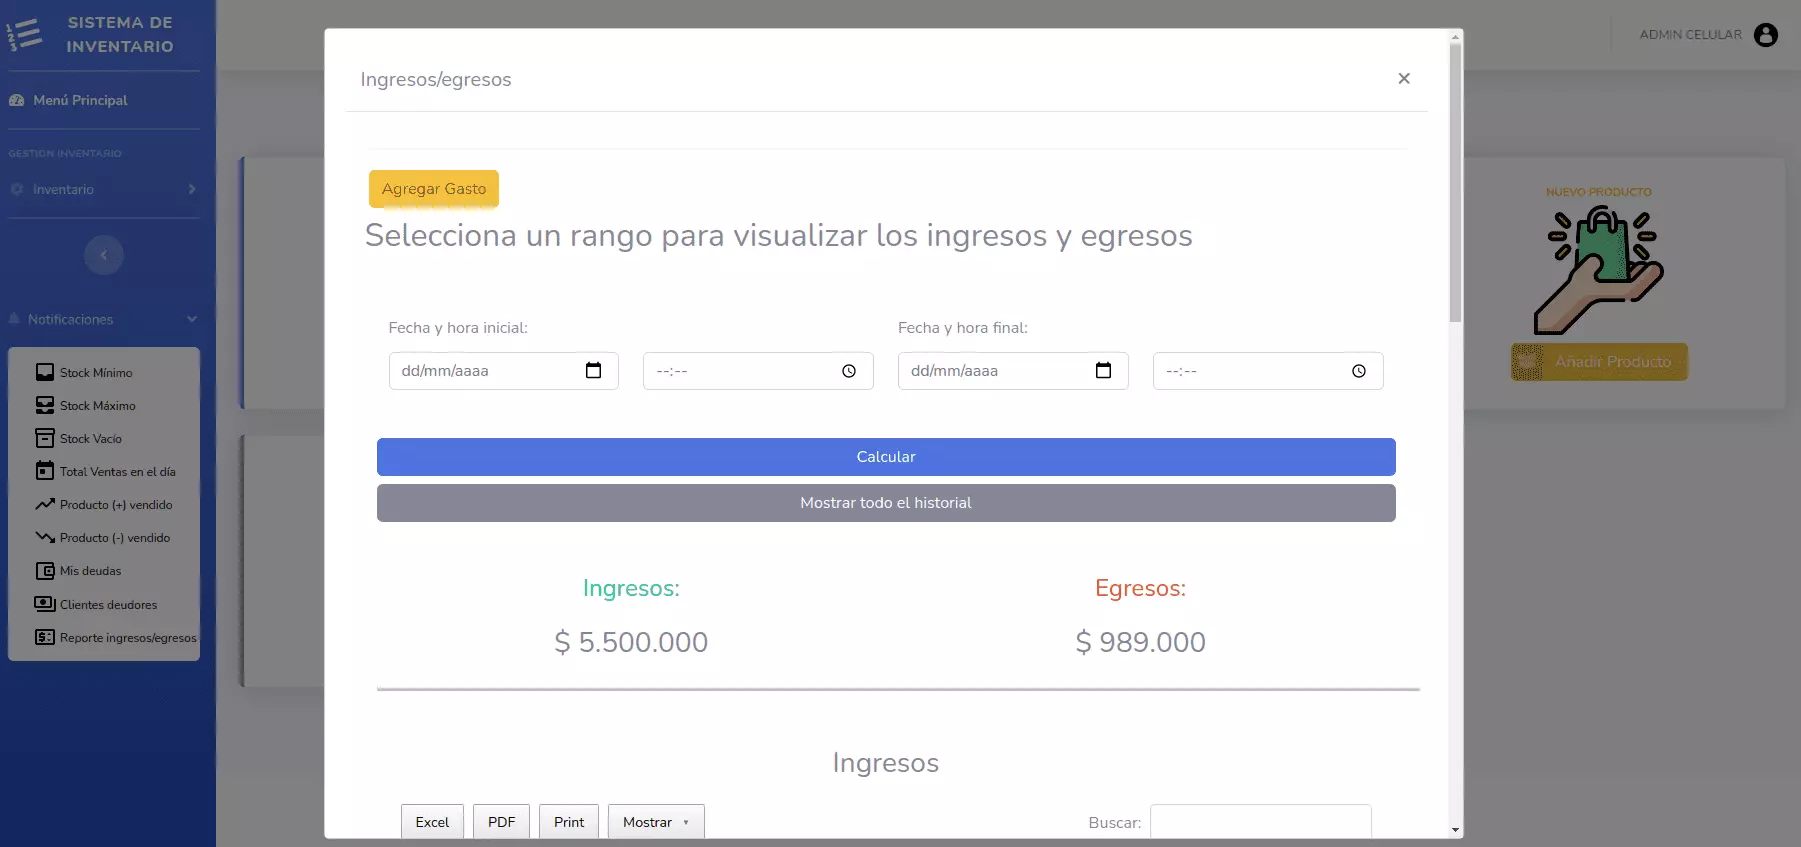 SISTEMA DE
INVENTARIO
Menú Principal
GESTION INVENTARIO
Inventario
Notificaciones
Stock Mínimo
Stock Máximo
Stock Vacío
Total Ventas en el día
Producto (+) vendido
Producto (-) vendido
Mis deudas
Clientes deudores
Reporte ingresos/egresos
ADMIN CELULAR
Ingresos/egresos
Agregar Gasto
Selecciona un rango para visualizar los ingresos y egresos
Fecha y hora inicial:
Fecha y hora final:
dd/mm/aaaa
--:--
dd/mm/aaaa
--:--
Calcular
Mostrar todo el historial
Ingresos:
Egresos:
$ 5.500.000
$ 989.000
Ingresos
Excel
PDF
Print
Mostrar
Buscar:
NUEVO PRODUCTO
Añadir Producto